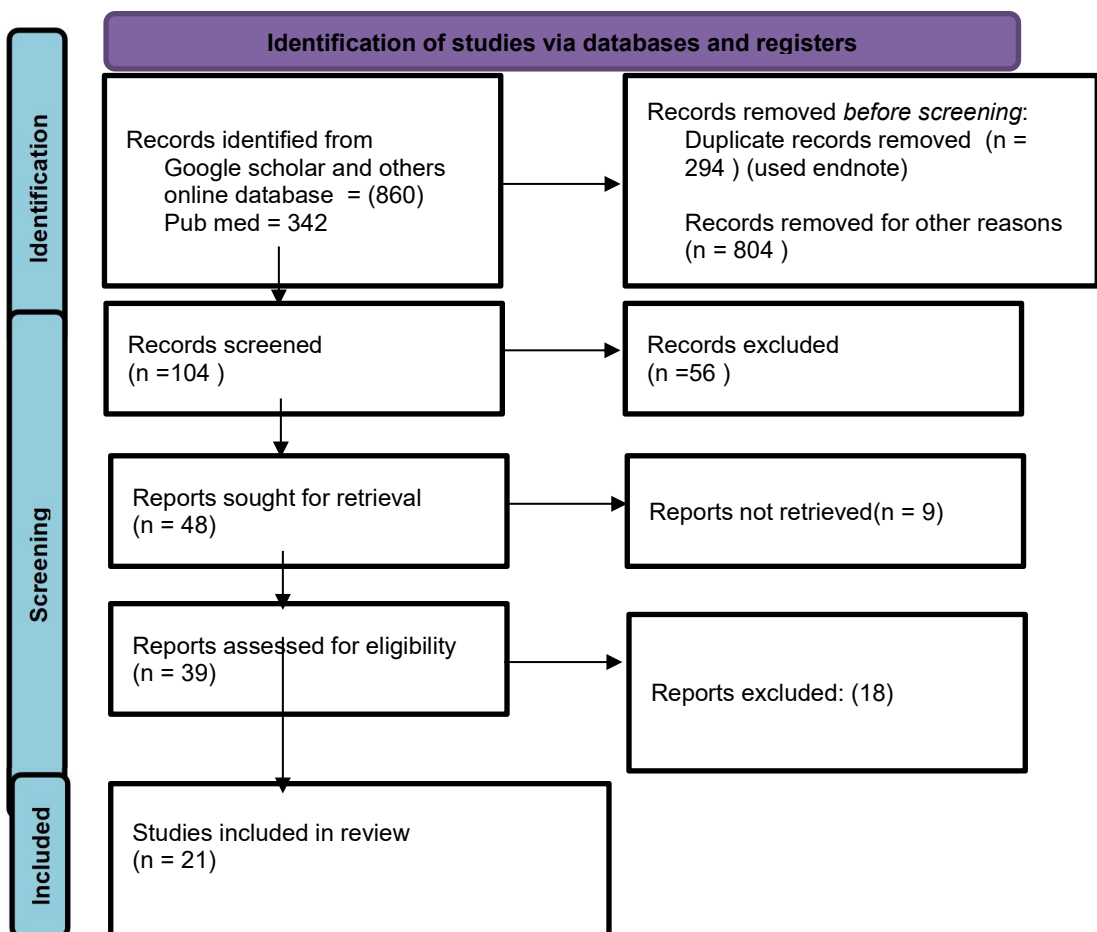 Identification of studies via databases and registers
Identification
Records identified from
Google scholar and others
online database = (860)
Pub med = 342
Records removed before screening:
Duplicate records removed (n =
294 ) (used endnote)
Records removed for other reasons
(n = 804 )
Screening
Records screened
(n =104 )
Records excluded
(n =56 )
Reports sought for retrieval
(n = 48)
Reports not retrieved(n = 9)
Reports assessed for eligibility
(n = 39)
Reports excluded: (18)
Included
Studies included in review
(n = 21)